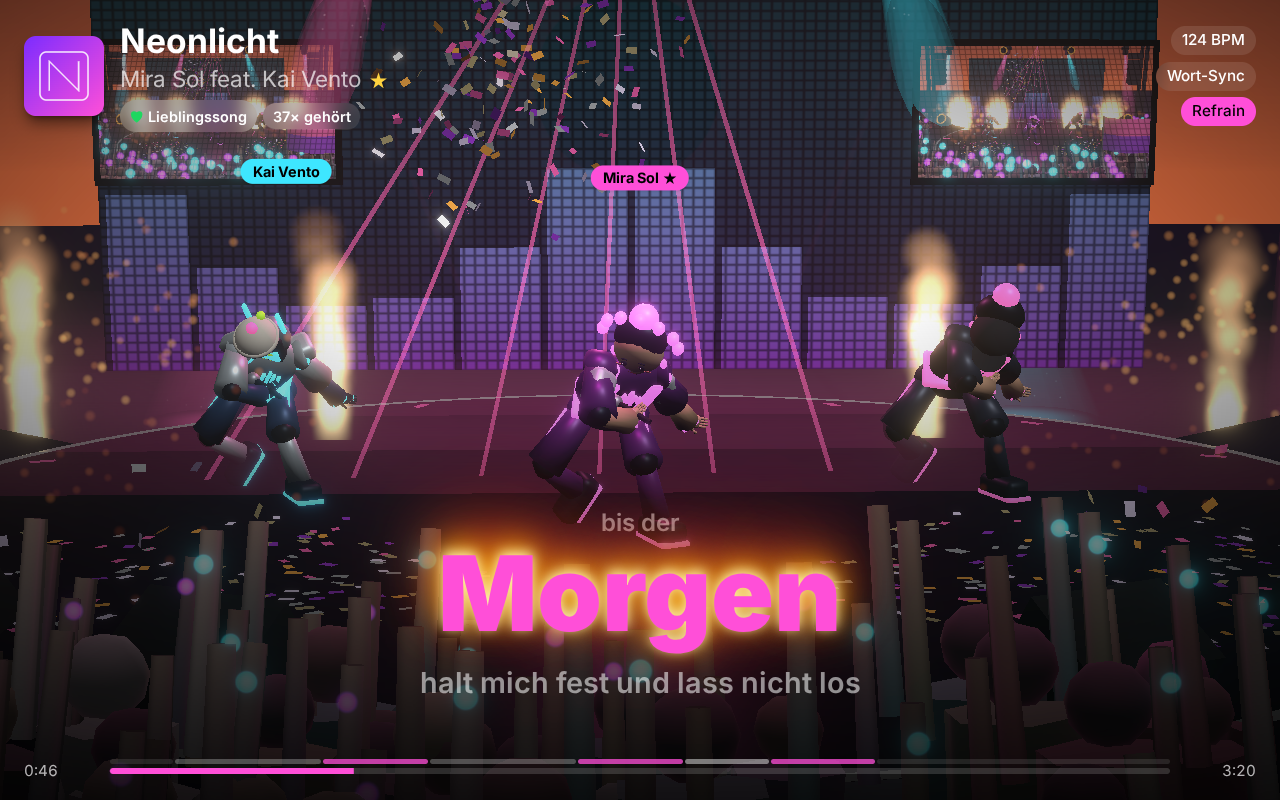 Neonlicht
Mira Sol feat. Kai Vento ★
Lieblingssong
37× gehört
N
124 BPM
Wort-Sync
Refrain
Kai Vento
Mira Sol ★
bis der
Morgen
halt mich fest und lass nicht los
0:46
3:20